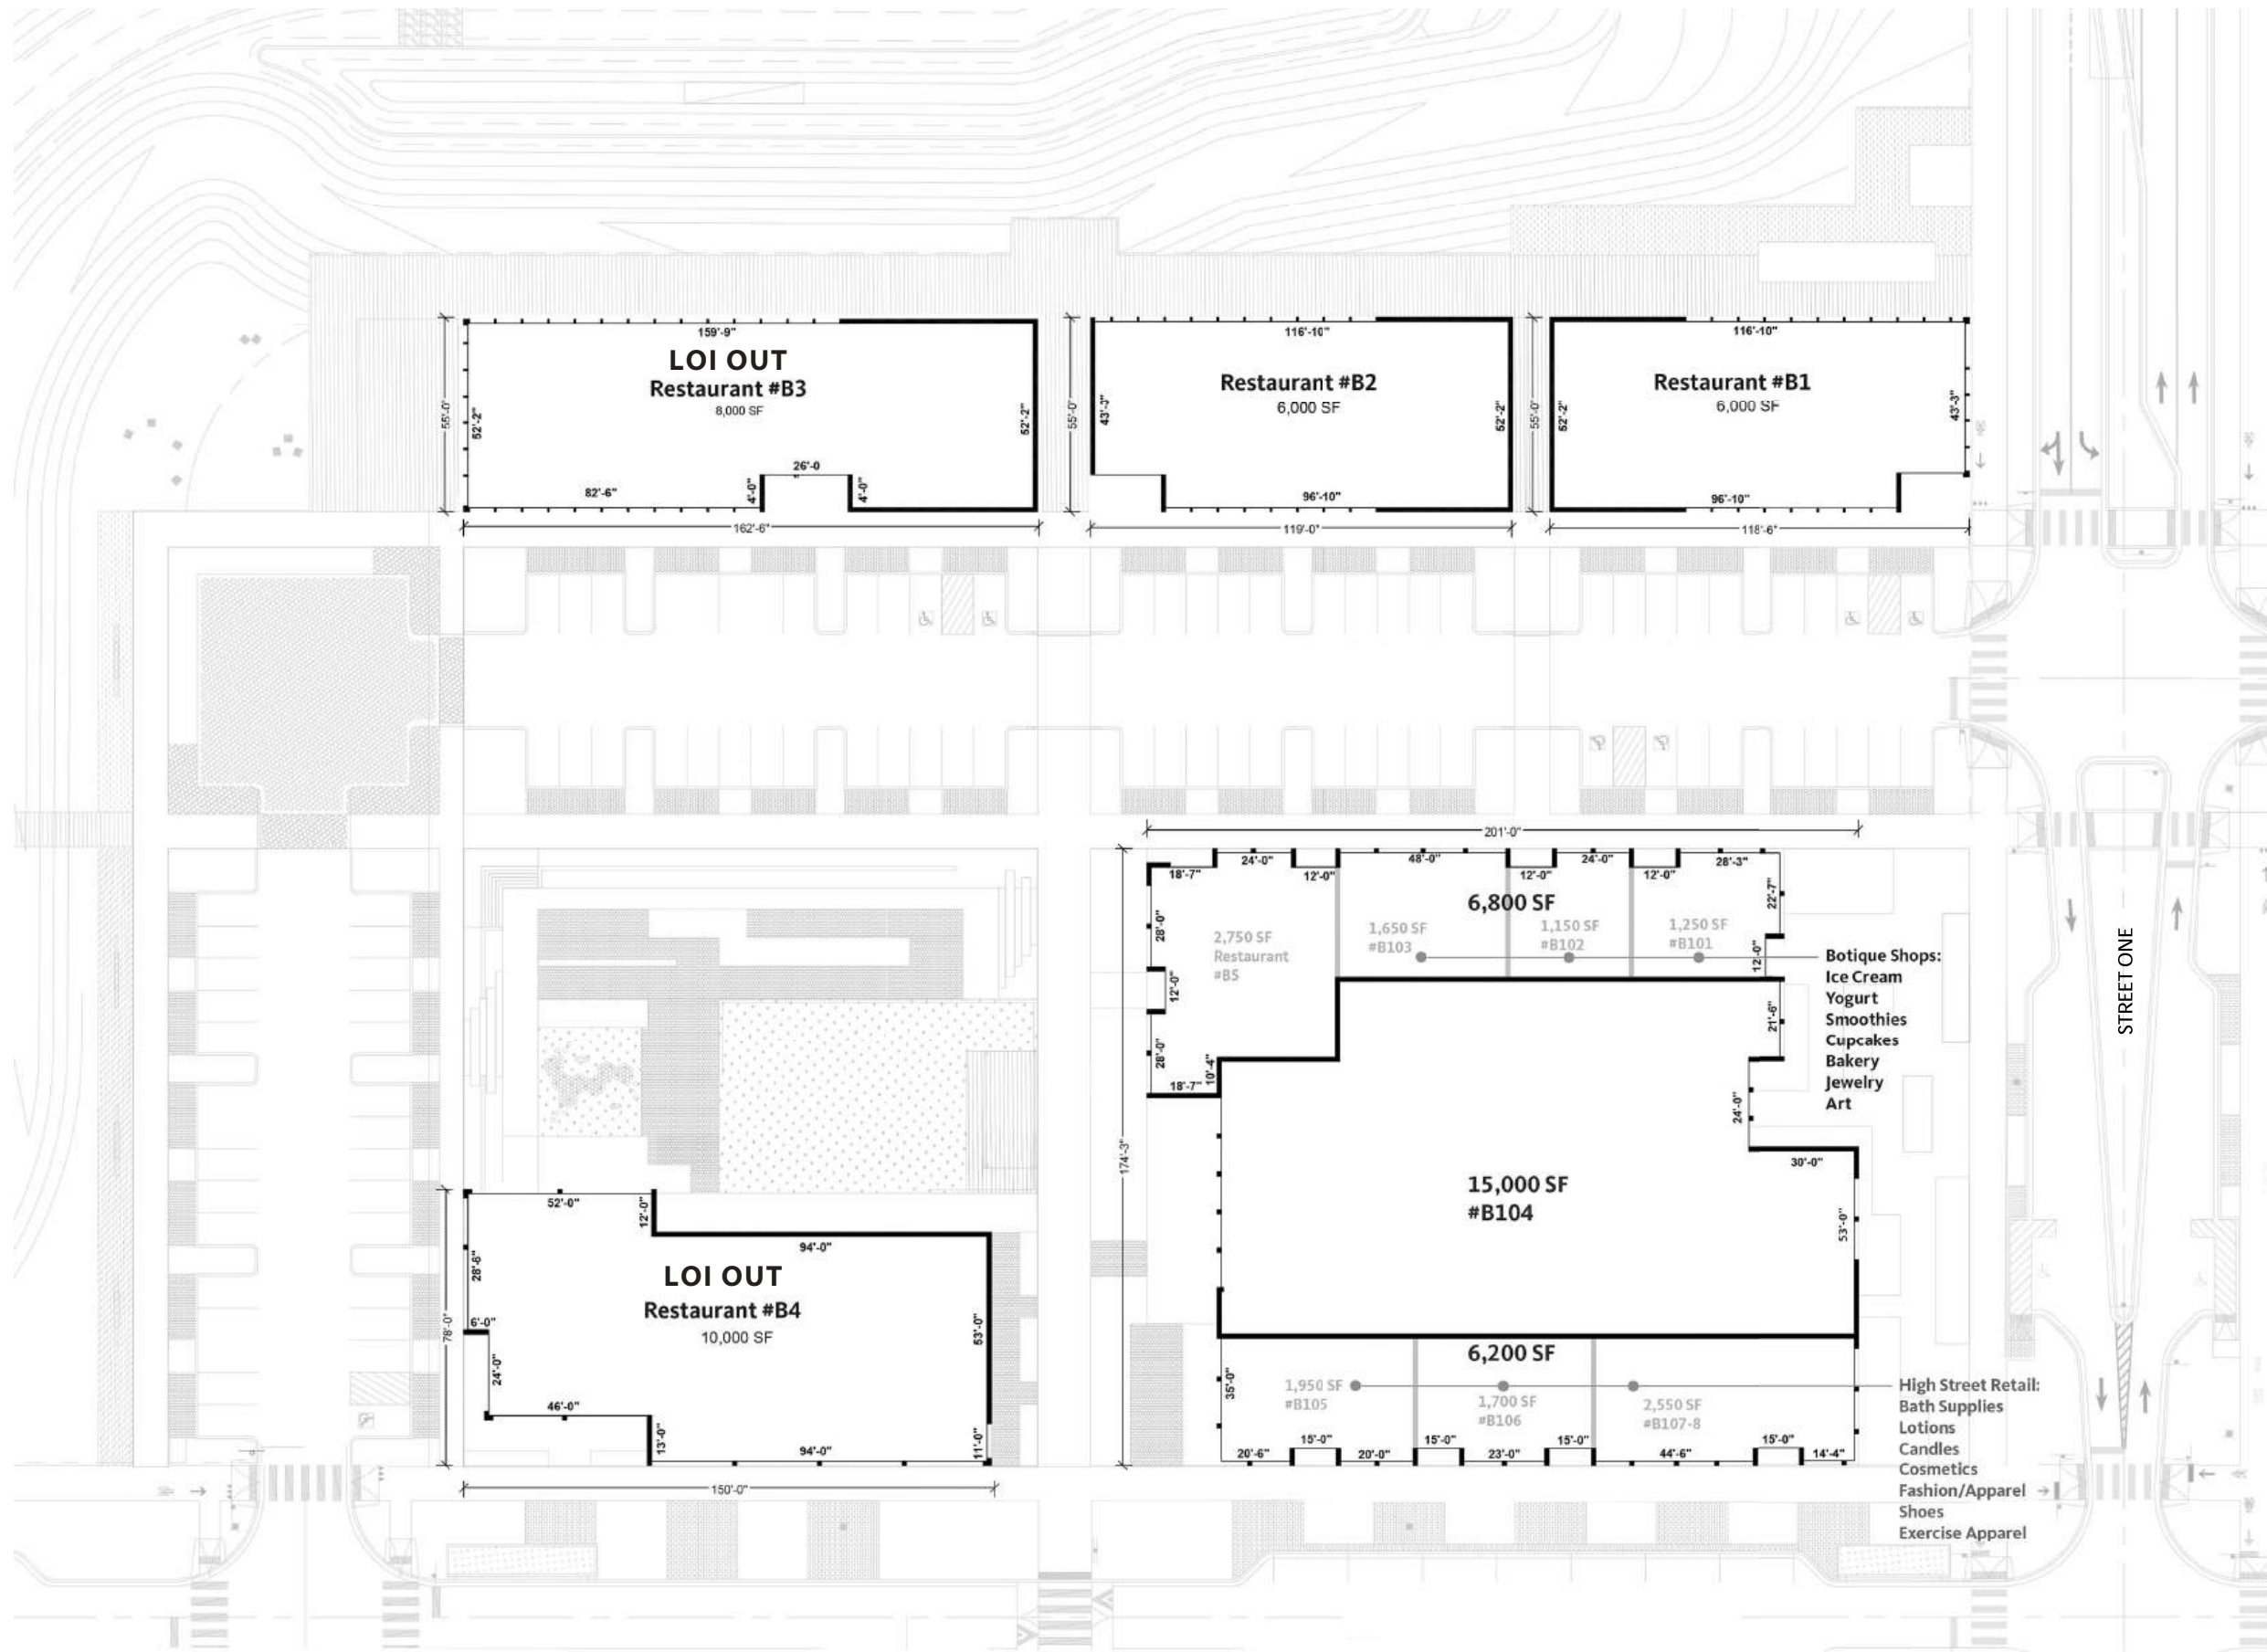 159'-9"
LOI OUT
Restaurant #B3
8,000 SF
55'-0"
52'-2"
52'-2"
26'-0
82'-6"
4'-0"
4'-0"
162'-6"
116'-10"
Restaurant #B2
6,000 SF
55'-0"
43'-3"
52'-2"
96'-10"
119'-0"
116'-10"
Restaurant #B1
6,000 SF
55'-0"
52'-2"
43'-3"
96'-10"
118'-6"
201'-0"
18'-7"
24'-0"
12'-0"
48'-0"
12'-0"
24'-0"
12'-0"
28'-3"
22'-7"
6,800 SF
28'-0"
12'-0"
28'-0"
18'-7"
10'-4"
2,750 SF
Restaurant
#B5
1,650 SF
#B103
1,150 SF
#B102
1,250 SF
#B101
12'-0"
21'-6"
24'-0"
30'-0"
53'-0"
174'-3"
Botique Shops:
Ice Cream
Yogurt
Smoothies
Cupcakes
Bakery
Jewelry
Art
STREET ONE
15,000 SF
#B104
52'-0"
12'-0"
94'-0"
28'-6"
LOI OUT
Restaurant #B4
10,000 SF
78'-0"
6'-0"
24'-0"
46'-0"
13'-0"
94'-0"
53'-0"
11'-0"
150'-0"
6,200 SF
35'-0"
1,950 SF
#B105
1,700 SF
#B106
2,550 SF
#B107-8
20'-6"
15'-0"
20'-0"
15'-0"
23'-0"
15'-0"
44'-6"
15'-0"
14'-4"
High Street Retail:
Bath Supplies
Lotions
Candles
Cosmetics
Fashion/Apparel
Shoes
Exercise Apparel